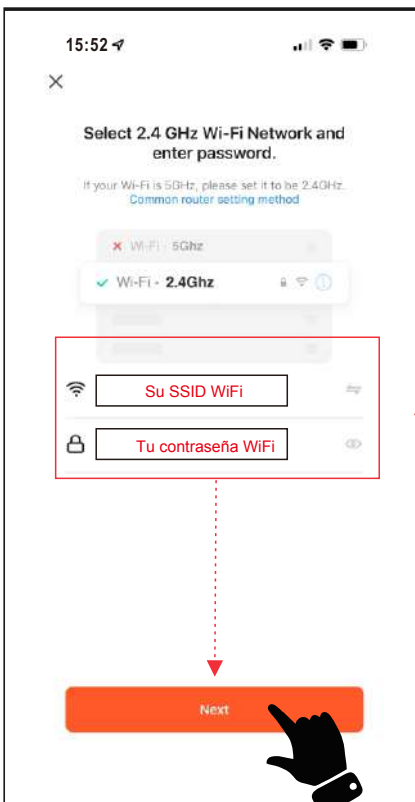 15:52
Select 2.4 GHz Wi-Fi Network and
enter password.
If your Wi-Fi is 5GHz, please set it to be 2.4GHz.
Common router setting method
Wi-Fi - 5Ghz
Wi-Fi - 2.4Ghz
Su SSID WiFi
Tu contraseña WiFi
Next